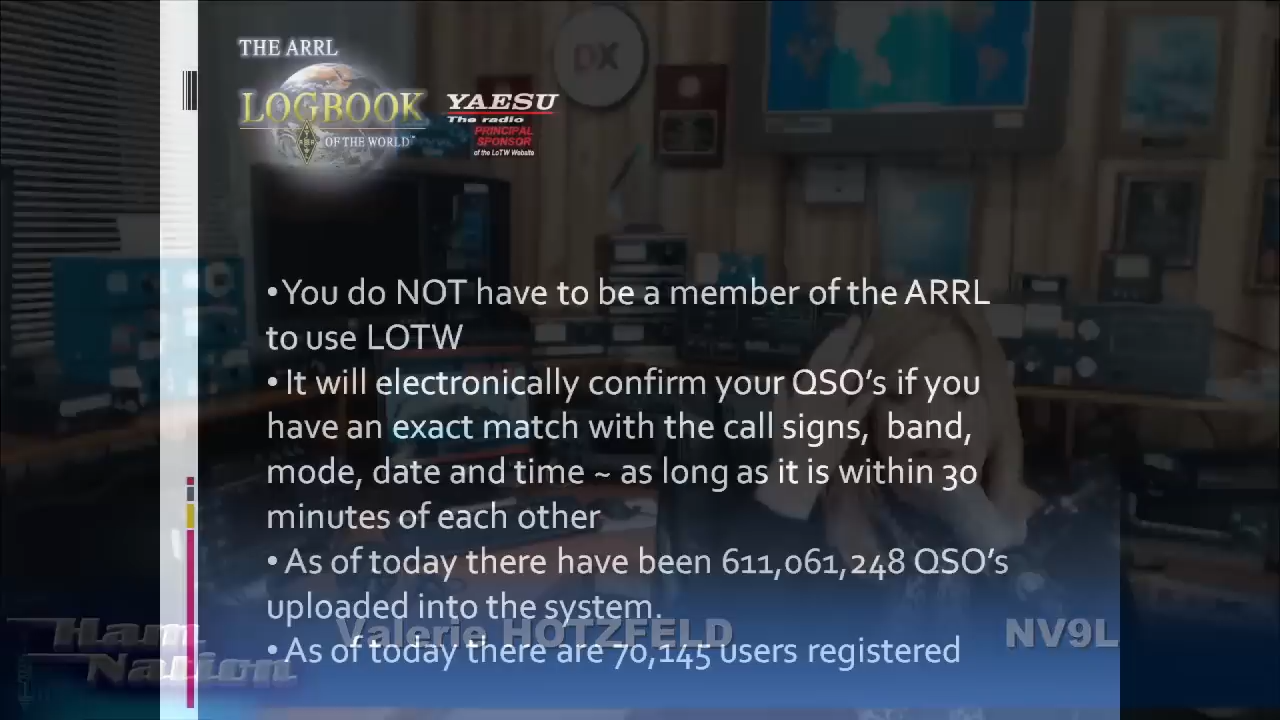 THE ARRL
LOGBOOK
OF THE WORLD™
YAESU
The radio
PRINCIPAL
SPONSOR
of the LoTW Website
DX
•You do NOT have to be a member of the ARRL
to use LOTW
• It will electronically confirm your QSO's if you
have an exact match with the call signs, band,
mode, date and time ~ as long as it is within 30
minutes of each other
• As of today there have been 611,061,248 QSO's
uploaded into the system.
Valerie HOTZFELD NV9L
• As of today there are 70,145 users registered
Ham
Nation